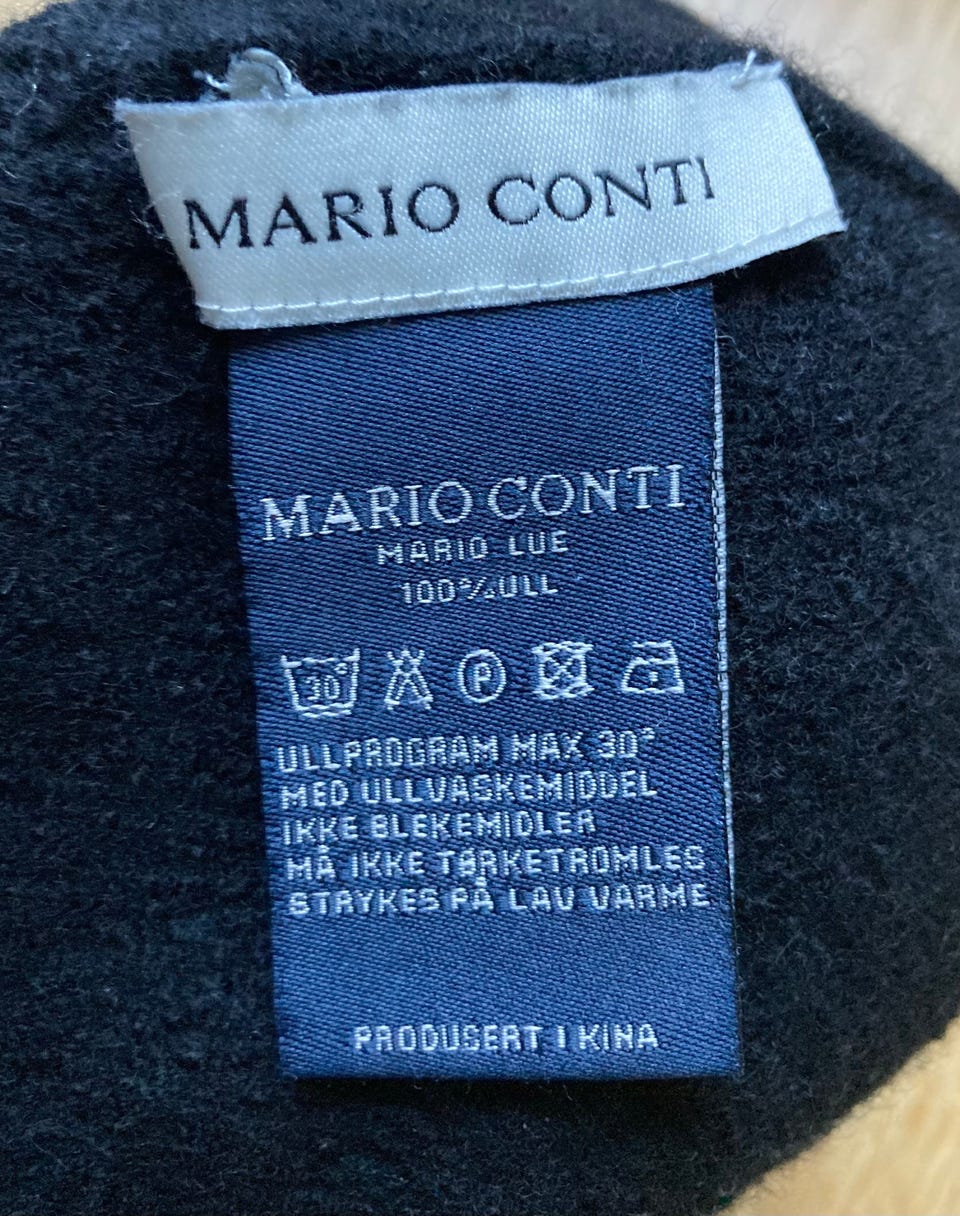 MARIO CONTI
MARIO CONTI
MARIO LUE
100% ULL
30°
P
ULLPROGRAM MAX 30°
MED ULLVASKEMIDDEL
IKKE BLEKEMIDLER
MÅ IKKE TØRKETROMLES
STRYKES PÅ LAV VARME
PRODUSERT I KINA